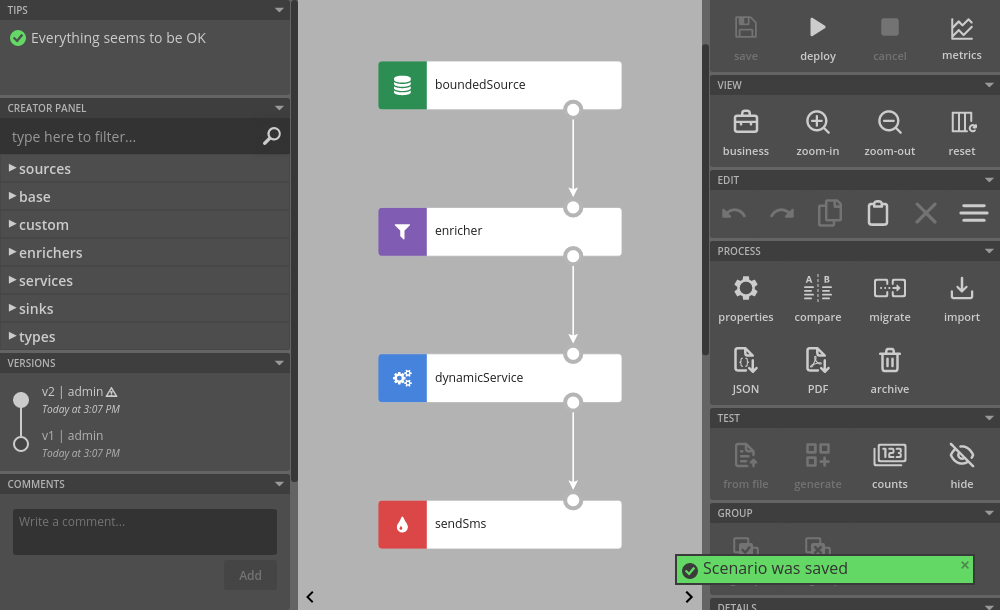 TIPS
Everything seems to be OK
CREATOR PANEL
type here to filter...
sources
base
custom
enrichers
services
sinks
types
VERSIONS
v2 | admin
Today at 3:07 PM
v1 | admin
Today at 3:07 PM
COMMENTS
Write a comment...
Add
boundedSource
enricher
dynamicService
sendSms
save deploy cancel metrics
VIEW
business zoom-in zoom-out reset
EDIT
PROCESS
A B
properties compare migrate import
JSON PDF archive
TEST
123
from file generate counts hide
GROUP
Scenario was saved
DETAILS